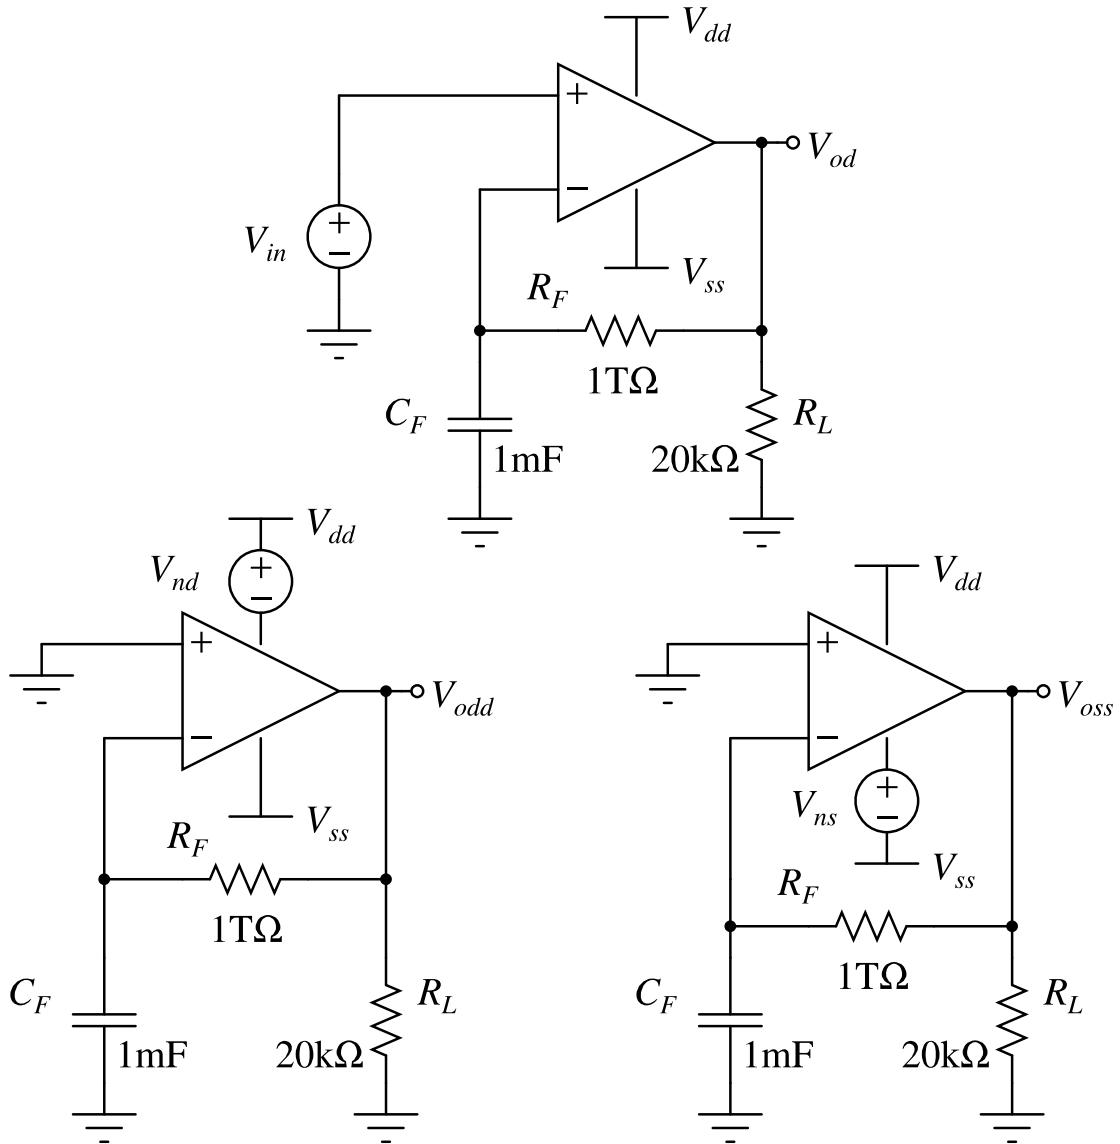 V_dd
+
V_od
−
V_in
+
−
V_ss
R_F
1TΩ
C_F
1mF
R_L
20kΩ
V_dd
V_nd
+
−
+
V_odd
−
V_ss
R_F
1TΩ
C_F
1mF
R_L
20kΩ
V_dd
+
V_oss
−
V_ns
+
−
V_ss
R_F
1TΩ
C_F
1mF
R_L
20kΩ